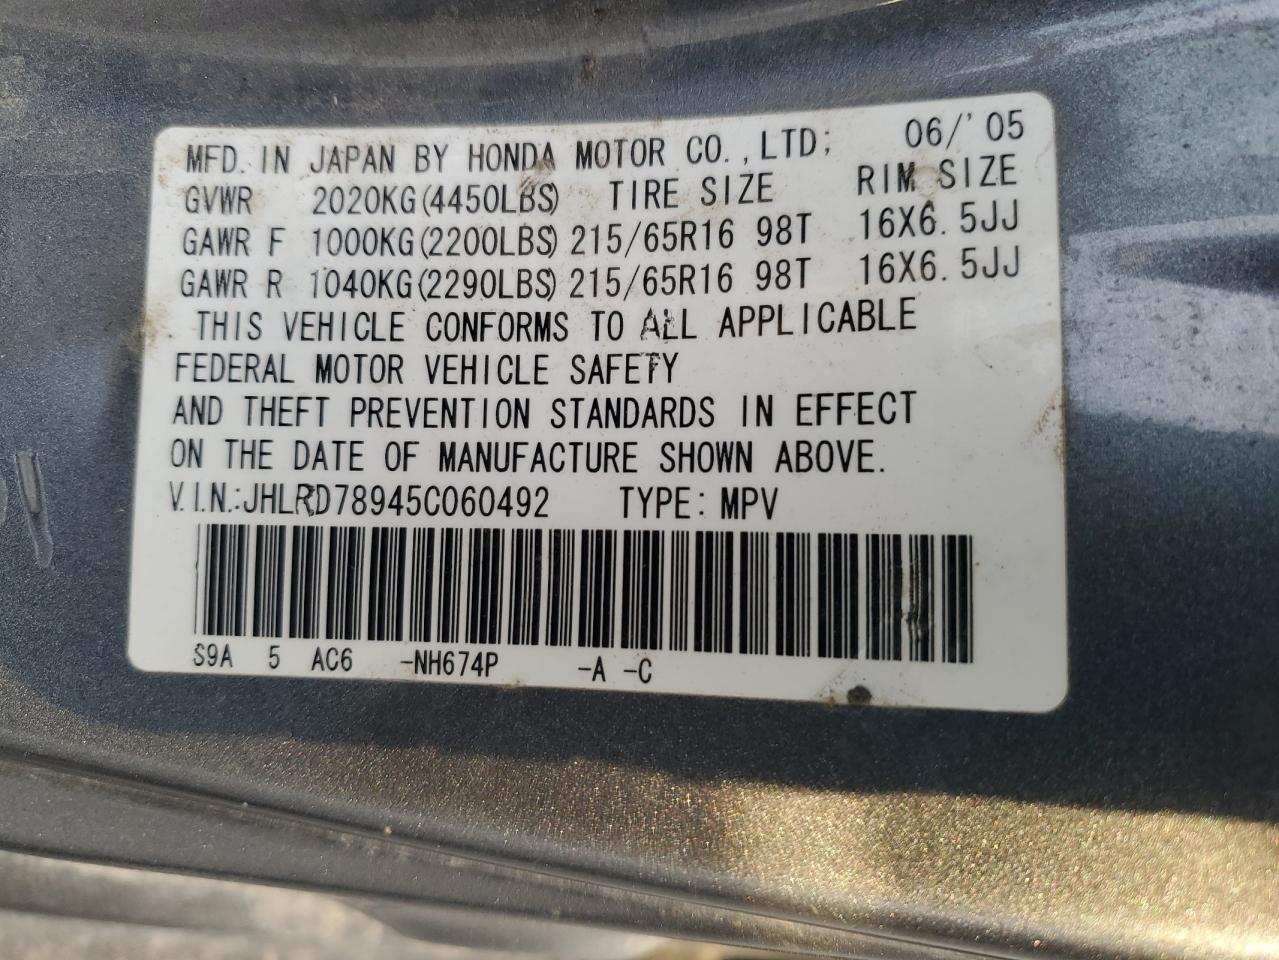 MFD. IN JAPAN BY HONDA MOTOR CO., LTD; 06/'05
GVWR 2020KG(4450LBS) TIRE SIZE RIM SIZE
GAWR F 1000KG(2200LBS) 215/65R16 98T 16X6.5JJ
GAWR R 1040KG(2290LBS) 215/65R16 98T 16X6.5JJ
THIS VEHICLE CONFORMS TO ALL APPLICABLE
FEDERAL MOTOR VEHICLE SAFETY
AND THEFT PREVENTION STANDARDS IN EFFECT
ON THE DATE OF MANUFACTURE SHOWN ABOVE.
V.I.N.:JHLRD78945C060492 TYPE: MPV
S9A 5 AC6 -NH674P -A -C